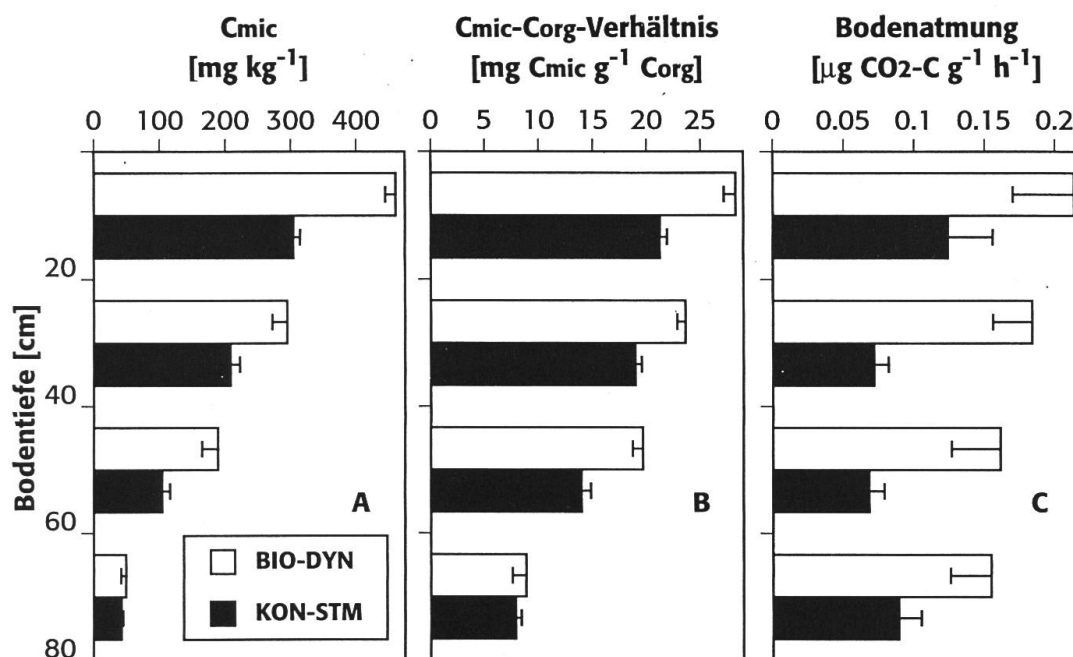 Cmic
[mg kg⁻¹]
0 100 200 300 400
Cmic-Corg-Verhältnis
[mg Cmic g⁻¹ Corg]
0 5 10 15 20 25
Bodenatmung
[µg CO2-C g⁻¹ h⁻¹]
0 0.05 0.1 0.15 0.2
Bodentiefe [cm]
20
40
60
80
A
B
C
BIO-DYN
KON-STM